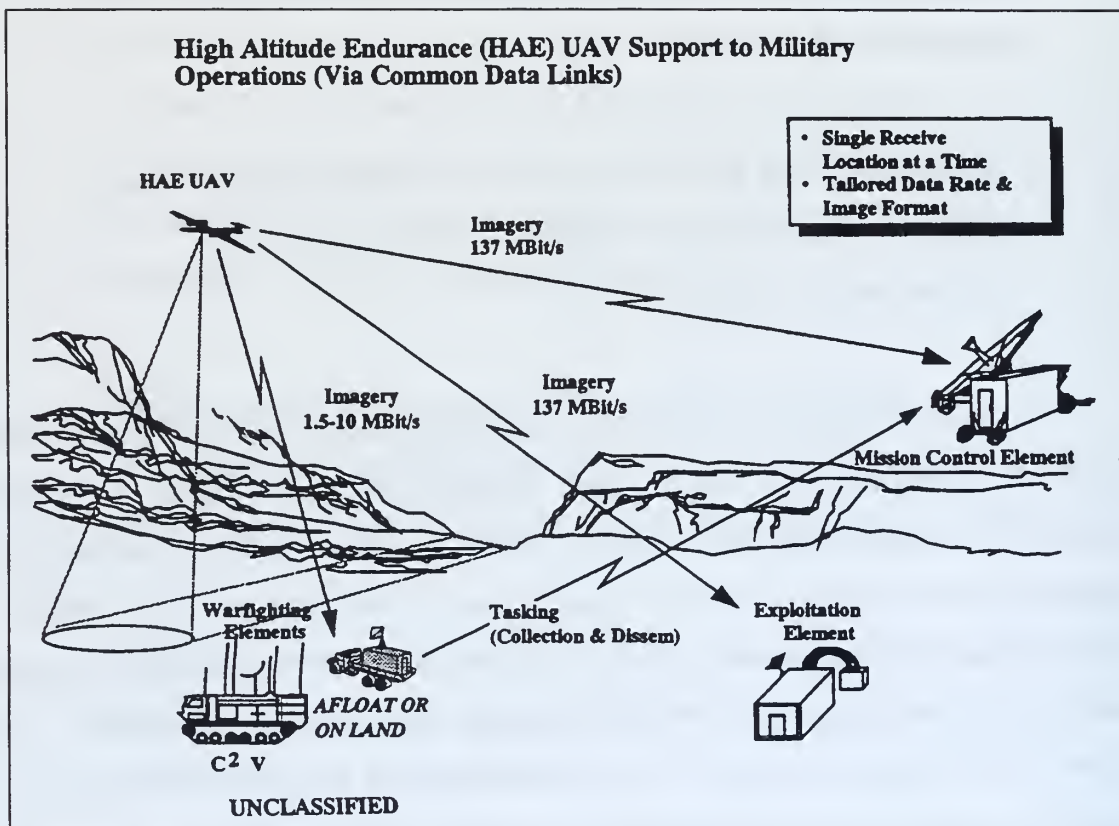 High Altitude Endurance (HAE) UAV Support to Military
Operations (Via Common Data Links)
• Single Receive
Location at a Time
• Tailored Data Rate &
Image Format
HAE UAV
Imagery
137 MBit/s
Imagery
1.5-10 MBit/s
Imagery
137 MBit/s
Mission Control Element
Warfighting
Elements
Tasking
(Collection & Dissem)
Exploitation
Element
AFLOAT OR
ON LAND
C² V
UNCLASSIFIED